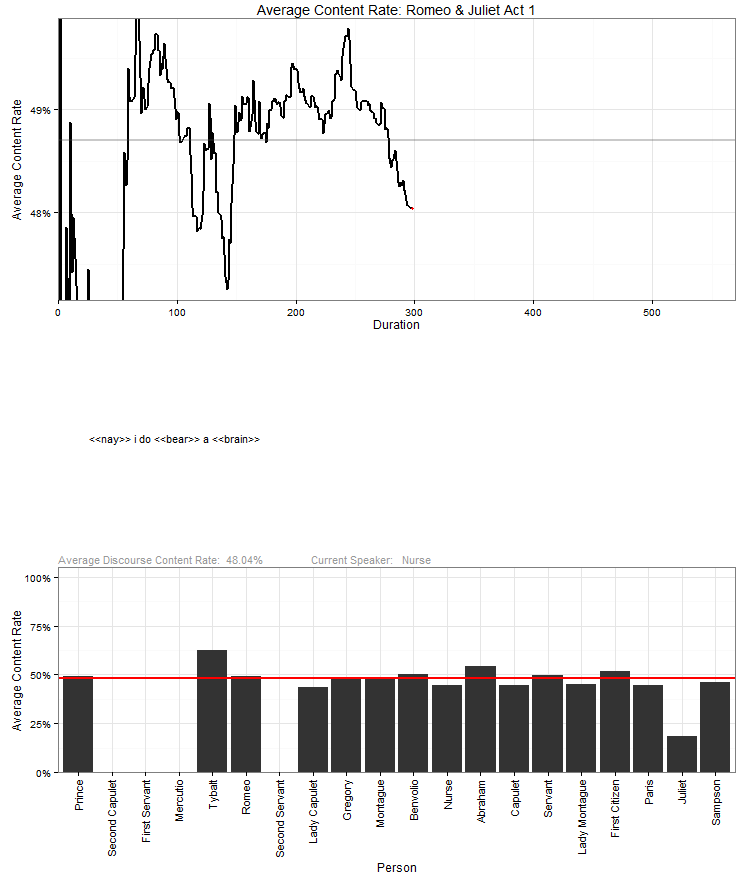 Average Content Rate: Romeo & Juliet Act 1
Average Content Rate
49%
48%
0 100 200 300 400 500
Duration
<<nay>> i do <<bear>> a <<brain>>
Average Discourse Content Rate: 48.04% Current Speaker: Nurse
Average Content Rate
100%
75%
50%
25%
0%
Prince
Second Capulet
First Servant
Mercutio
Tybalt
Romeo
Second Servant
Lady Capulet
Gregory
Montague
Benvolio
Nurse
Abraham
Capulet
Servant
Lady Montague
First Citizen
Paris
Juliet
Sampson
Person